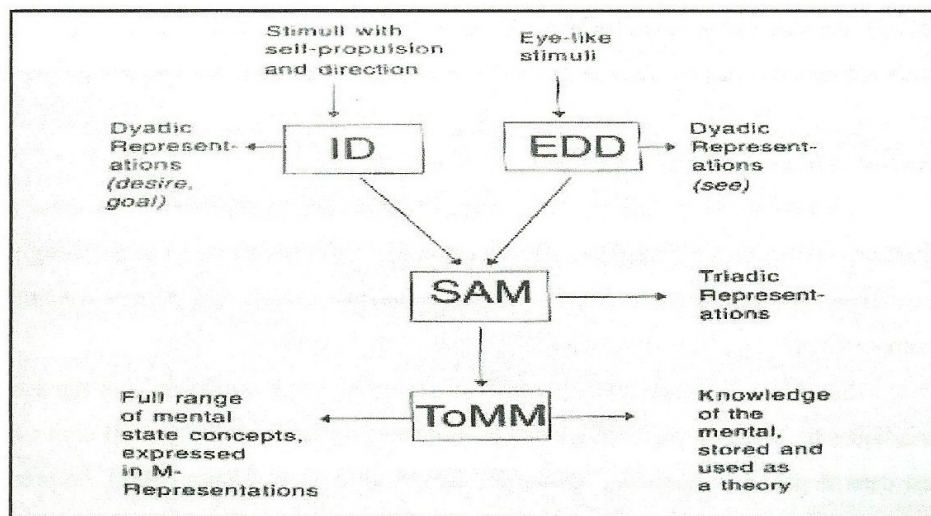 Stimuli with
self-propulsion
and direction
Eye-like
stimuli
Dyadic
Represent-
ations
(desire,
goal)
ID
EDD
Dyadic
Represent-
ations
(see)
SAM
Triadic
Represent-
ations
Full range
of mental
state concepts,
expressed
in M-
Representations
ToMM
Knowledge
of the
mental,
stored and
used as
a theory